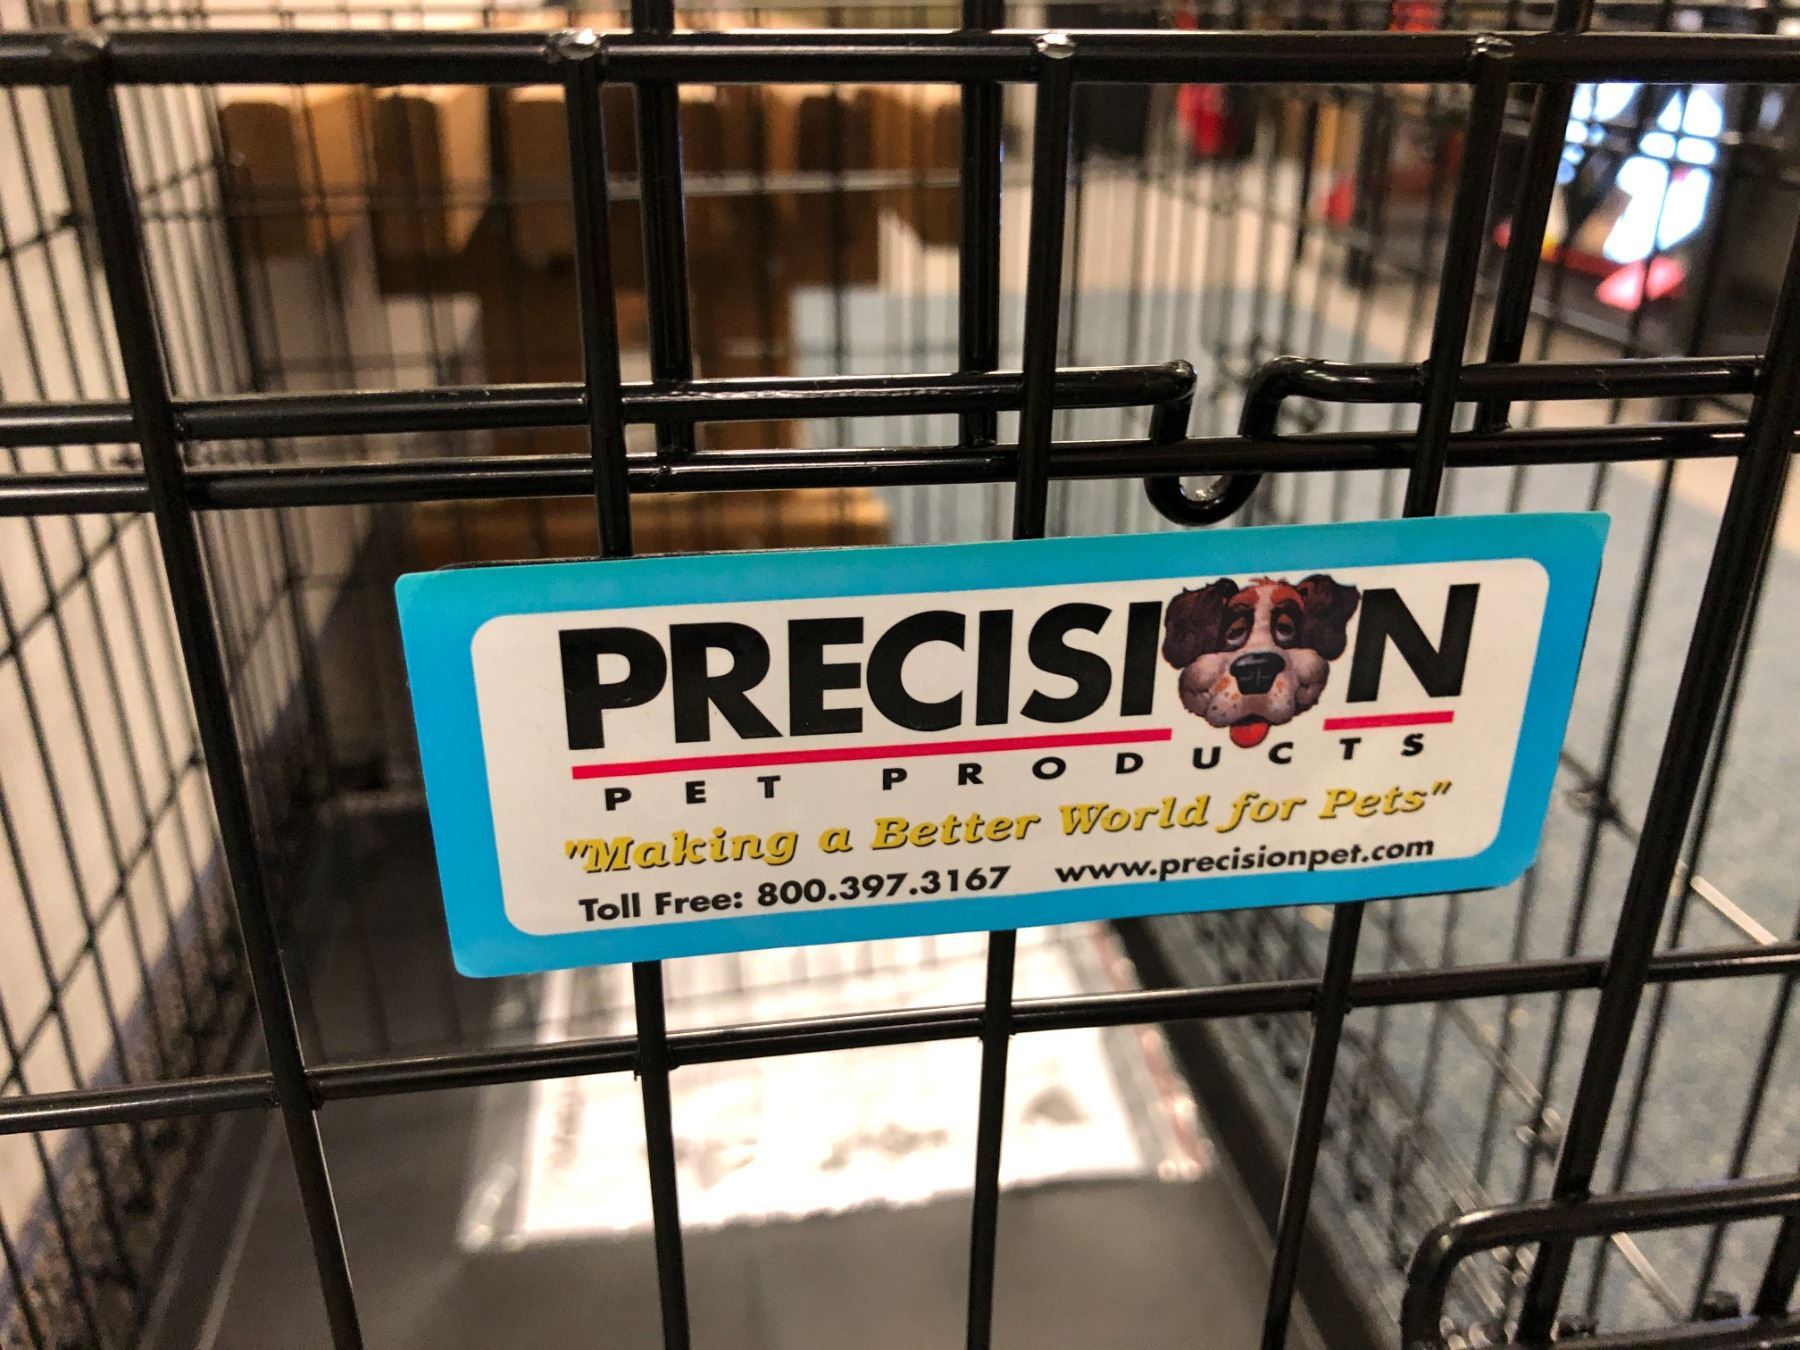 PRECISION
PET PRODUCTS
"Making a Better World for Pets"
Toll Free: 800.397.3167 www.precisionpet.com